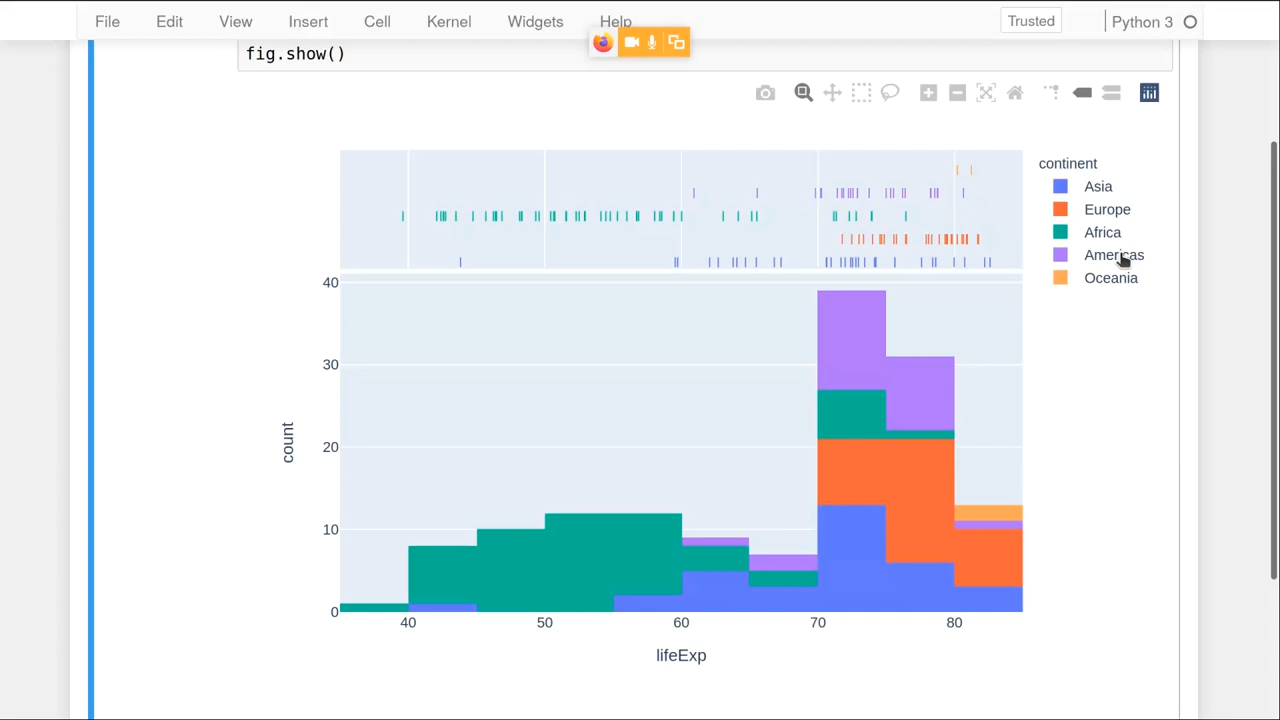 File Edit View Insert Cell Kernel Widgets Help Trusted Python 3
fig.show()
continent
Asia
Europe
Africa
Americas
Oceania
40
30
20
10
0
count
40 50 60 70 80
lifeExp